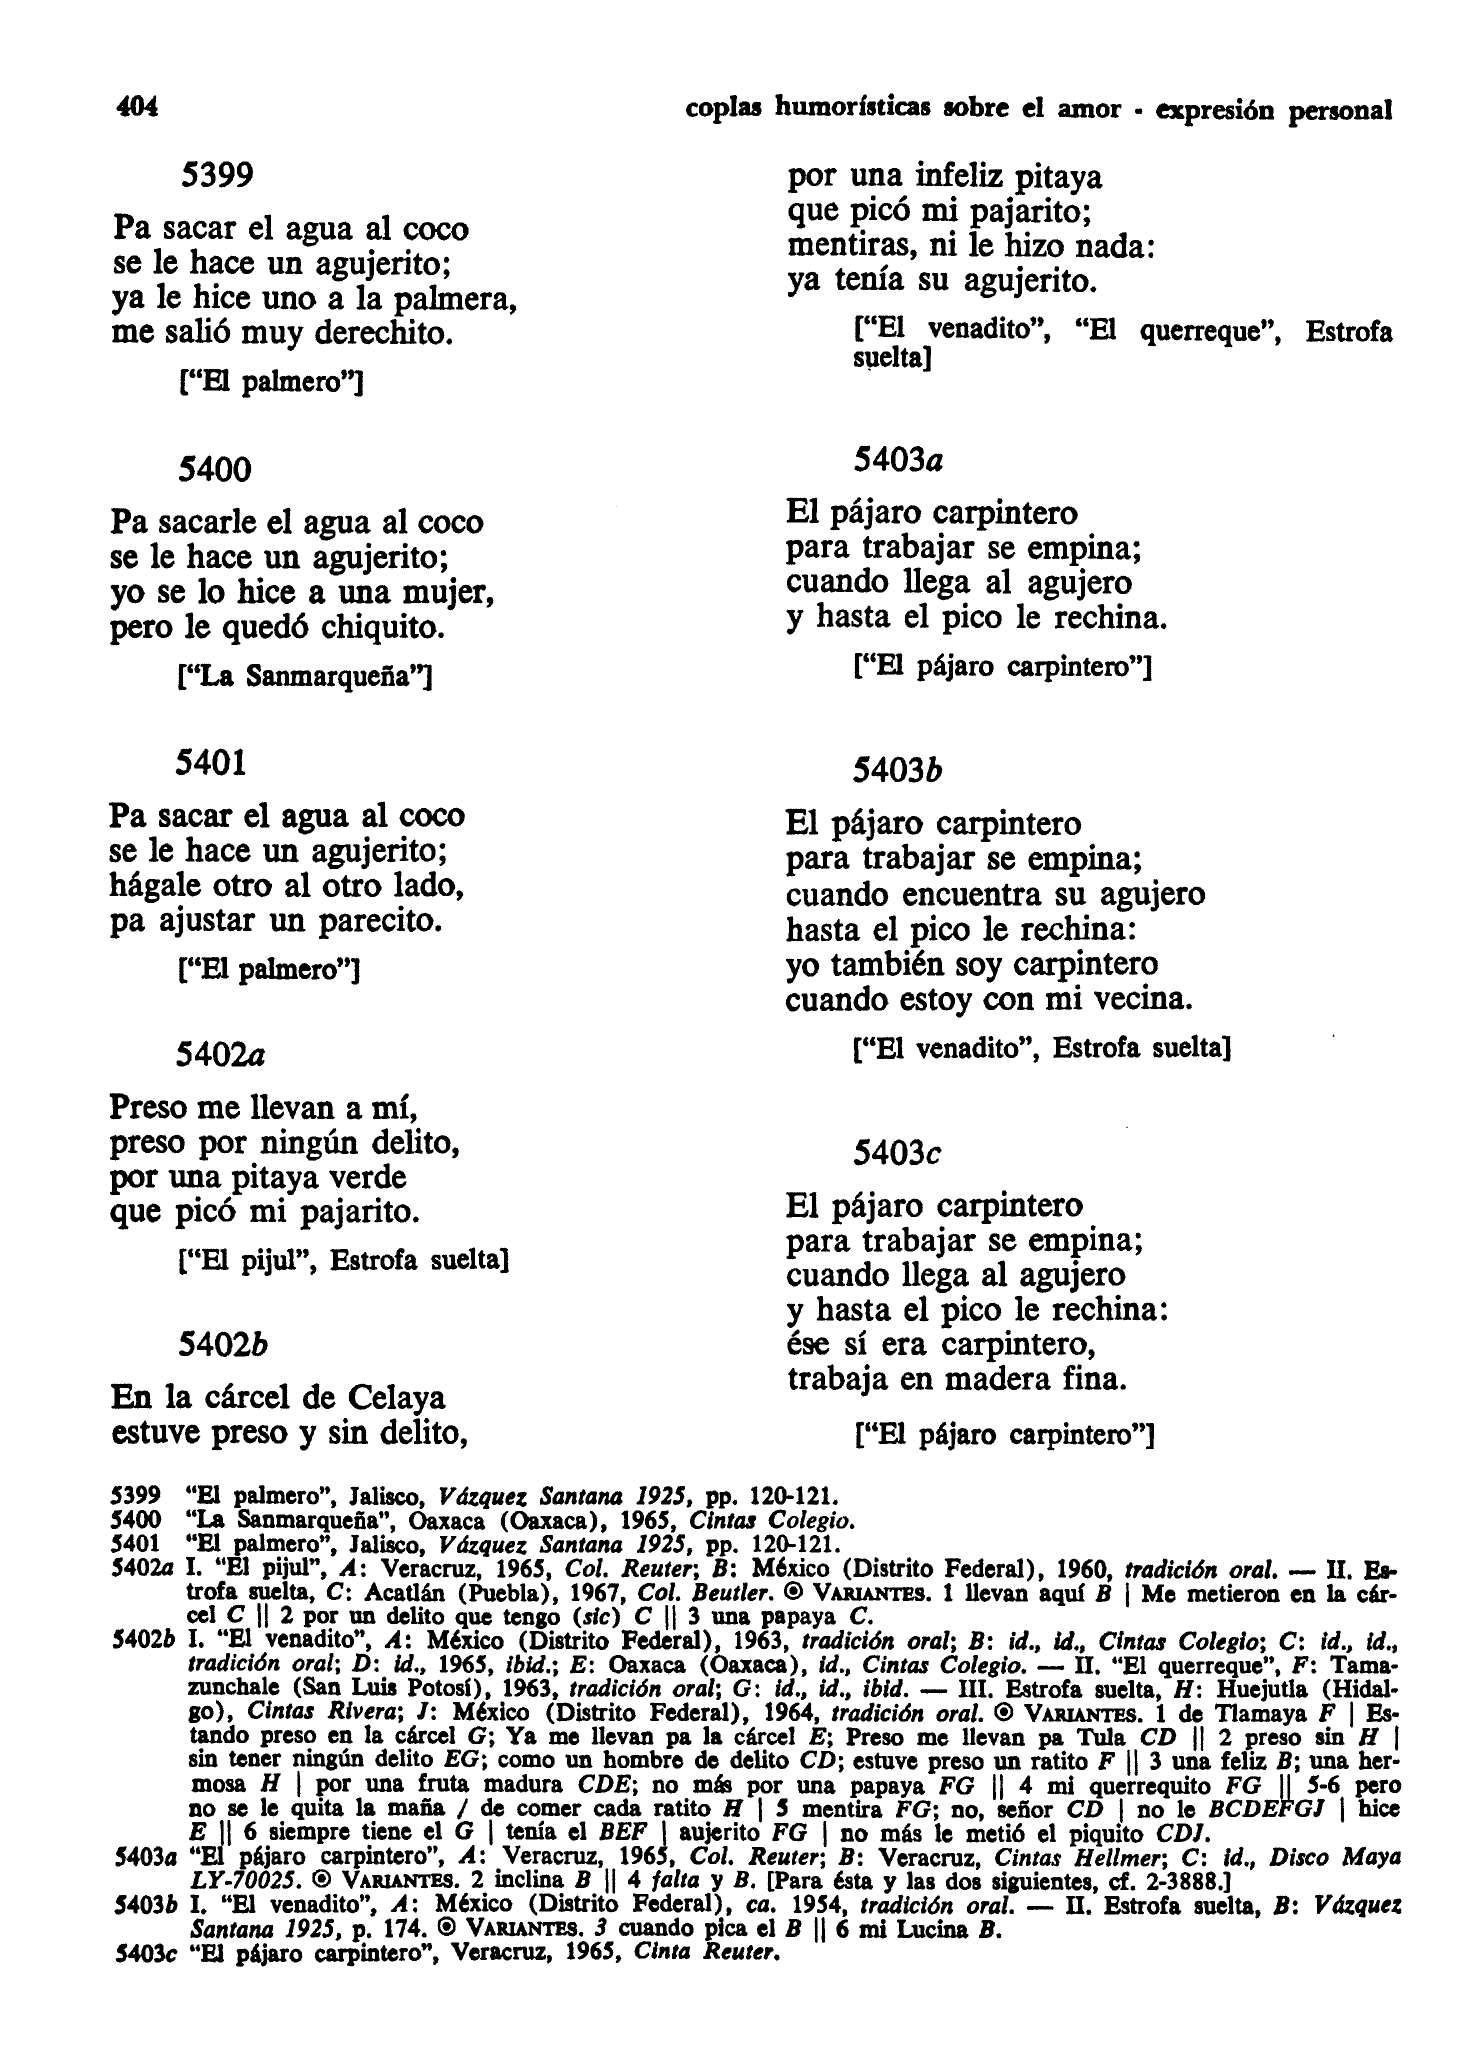 404
coplas humorísticas sobre el amor - expresión personal
5399
Pa sacar el agua al coco
se le hace un agujerito;
ya le hice uno a la palmera,
me salió muy derechito.
[“El palmero”]
5400
Pa sacarle el agua al coco
se le hace un agujerito;
yo se lo hice a una mujer,
pero le quedó chiquito.
[“La Sanmarqueña”]
5401
Pa sacar el agua al coco
se le hace un agujerito;
hágale otro al otro lado,
pa ajustar un parecito.
[“El palmero”]
5402a
Preso me llevan a mí,
preso por ningún delito,
por una pitaya verde
que picó mi pajarito.
[“El pijul”, Estrofa suelta]
5402b
En la cárcel de Celaya
estuve preso y sin delito,
por una infeliz pitaya
que picó mi pajarito;
mentiras, ni le hizo nada:
ya tenía su agujerito.
[“El venadito”, “El querreque”, Estrofa
suelta]
5403a
El pájaro carpintero
para trabajar se empina;
cuando llega al agujero
y hasta el pico le rechina.
[“El pájaro carpintero”]
5403b
El pájaro carpintero
para trabajar se empina;
cuando encuentra su agujero
hasta el pico le rechina:
yo también soy carpintero
cuando estoy con mi vecina.
[“El venadito”, Estrofa suelta]
5403c
El pájaro carpintero
para trabajar se empina;
cuando llega al agujero
y hasta el pico le rechina:
ése sí era carpintero,
trabaja en madera fina.
[“El pájaro carpintero”]
5399 “El palmero”, Jalisco, Vázquez Santana 1925, pp. 120-121.
5400 “La Sanmarqueña”, Oaxaca (Oaxaca), 1965, Cintas Colegio.
5401 “El palmero”, Jalisco, Vázquez Santana 1925, pp. 120-121.
5402a I. “El pijul”, A: Veracruz, 1965, Col. Reuter; B: México (Distrito Federal), 1960, tradición oral. — II. Es-
trofa suelta, C: Acatlán (Puebla), 1967, Col. Beutler. ⊙ VARIANTES. 1 llevan aquí B | Me metieron en la cár-
cel C || 2 por un delito que tengo (sic) C || 3 una papaya C.
5402b I. “El venadito”, A: México (Distrito Federal), 1963, tradición oral; B: id., id., Cintas Colegio; C: id., id.,
tradición oral; D: id., 1965, ibid.; E: Oaxaca (Oaxaca), id., Cintas Colegio. — II. “El querreque”, F: Tama-
zunchale (San Luis Potosí), 1963, tradición oral; G: id., id., ibid. — III. Estrofa suelta, H: Huejutla (Hidal-
go), Cintas Rivera; J: México (Distrito Federal), 1964, tradición oral. ⊙ VARIANTES. 1 de Tlamaya F | Es-
tando preso en la cárcel G; Ya me llevan pa la cárcel E; Preso me llevan pa Tula CD || 2 preso sin H |
sin tener ningún delito EG; como un hombre de delito CD; estuve preso un ratito F || 3 una feliz B; una her-
mosa H | por una fruta madura CDE; no más por una papaya FG || 4 mi querrequito FG || 5-6 pero
no se le quita la maña / de comer cada ratito H | 5 mentira FG; no, señor CD | no le BCDEFGJ | hice
E || 6 siempre tiene el G | tenía el BEF | aujerito FG | no más le metió el piquito CDJ.
5403a “El pájaro carpintero”, A: Veracruz, 1965, Col. Reuter; B: Veracruz, Cintas Hellmer; C: id., Disco Maya
LY-70025. ⊙ VARIANTES. 2 inclina B || 4 falta y B. [Para ésta y las dos siguientes, cf. 2-3888.]
5403b I. “El venadito”, A: México (Distrito Federal), ca. 1954, tradición oral. — II. Estrofa suelta, B: Vázquez
Santana 1925, p. 174. ⊙ VARIANTES. 3 cuando pica el B || 6 mi Lucina B.
5403c “El pájaro carpintero”, Veracruz, 1965, Cinta Reuter.